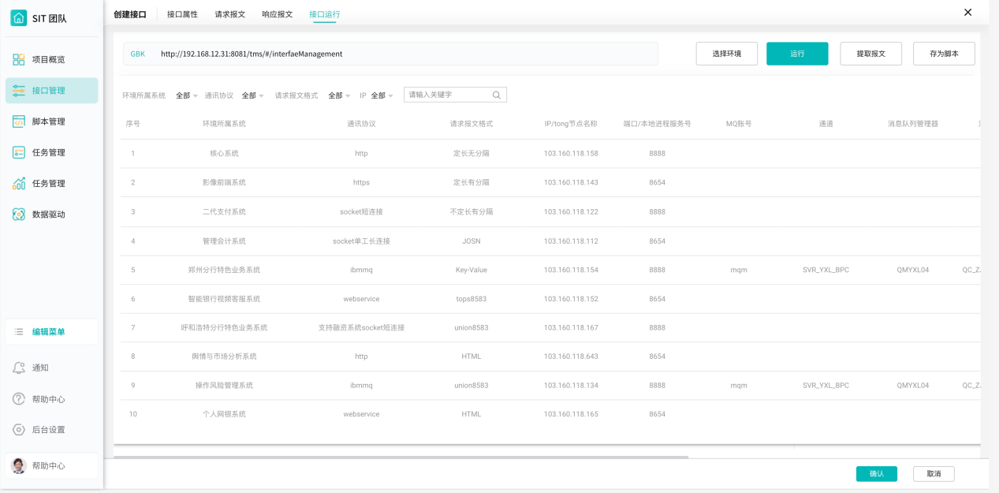 SIT 团队
项目概览
接口管理
脚本管理
任务管理
任务管理
数据驱动
编辑菜单
通知
帮助中心
后台设置
帮助中心
创建接口 接口属性 请求报文 响应报文 接口运行
GBK http://192.168.12.31:8081/tms/#/interfaeManagement 选择环境 运行 提取报文 存为脚本
环境所属系统 全部 通讯协议 全部 请求报文格式 全部 IP 全部 请输入关键字
序号 环境所属系统 通讯协议 请求报文格式 IP/tong节点名称 端口/本地进程服务号 MQ账号 通道 消息队列管理器
1 核心系统 http 定长无分隔 103.160.118.158 8888
2 影像前端系统 https 定长有分隔 103.160.118.143 8654
3 二代支付系统 socket短连接 不定长有分隔 103.160.118.122 8888
4 管理会计系统 socket单工长连接 JOSN 103.160.118.112 8654
5 郑州分行特色业务系统 ibmmq Key-Value 103.160.118.154 8888 mqm SVR_YXL_BPC QMYXL04 QC_Z
6 智能银行视频客服系统 webservice tops8583 103.160.118.152 8654
7 呼和浩特分行特色业务系统 支持融资系统socket短连接 union8583 103.160.118.167 8888
8 舆情与市场分析系统 http HTML 103.160.118.643 8654
9 操作风险管理系统 ibmmq union8583 103.160.118.134 8888 mqm SVR_YXL_BPC QMYXL04 QC_Z
10 个人网银系统 webservice HTML 103.160.118.165 8654
确认 取消